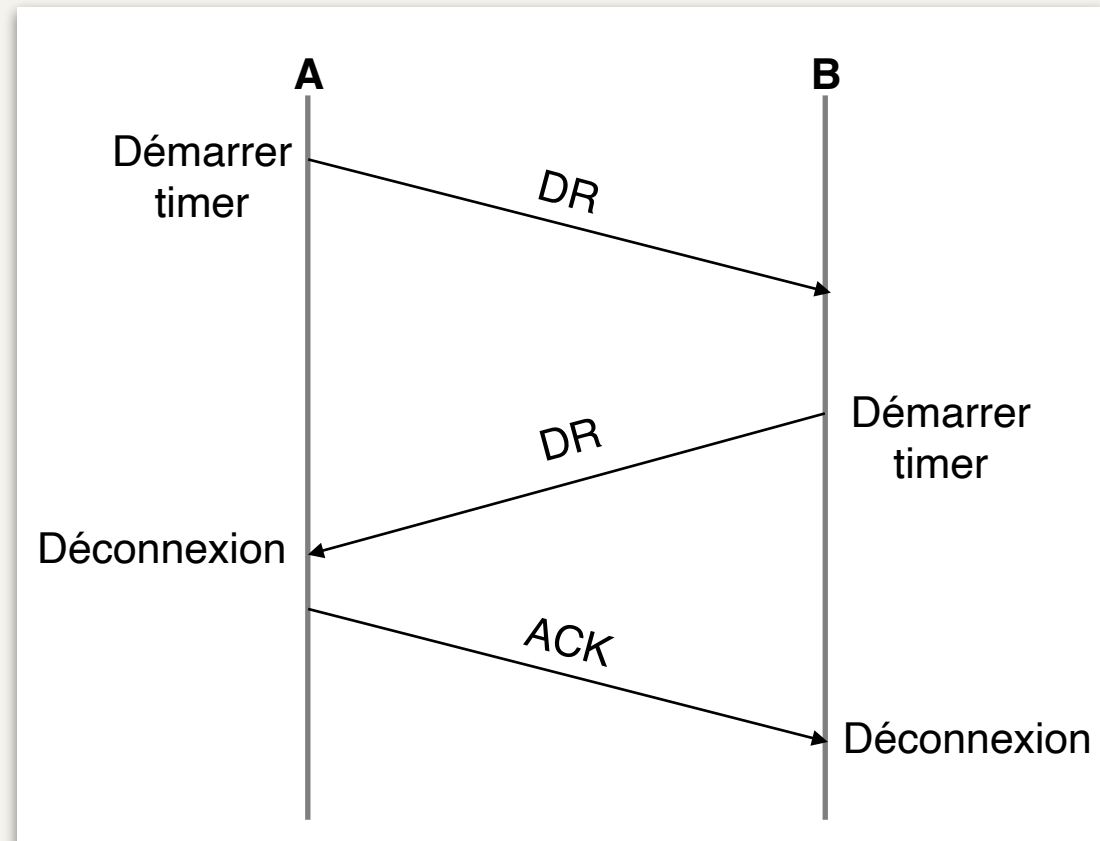 A
B
Démarrer
timer
DR
DR
Démarrer
timer
Déconnexion
ACK
Déconnexion